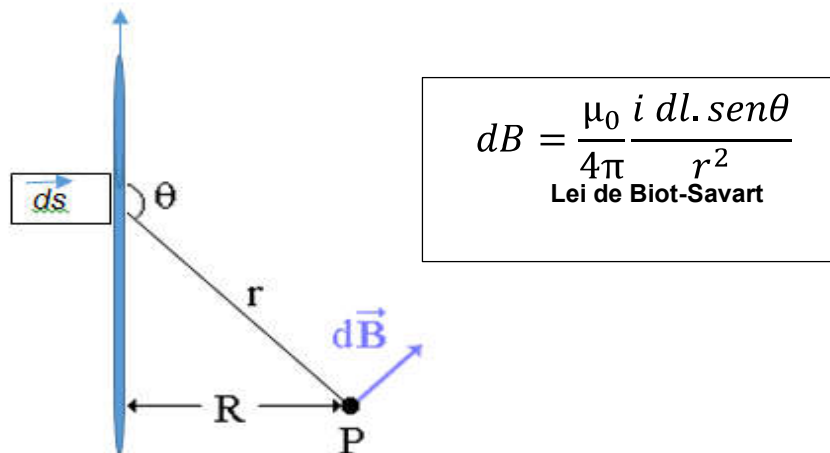 dB = μ₀/4π i dl. senθ/r²
Lei de Biot-Savart
ds
θ
r
dB
R
P